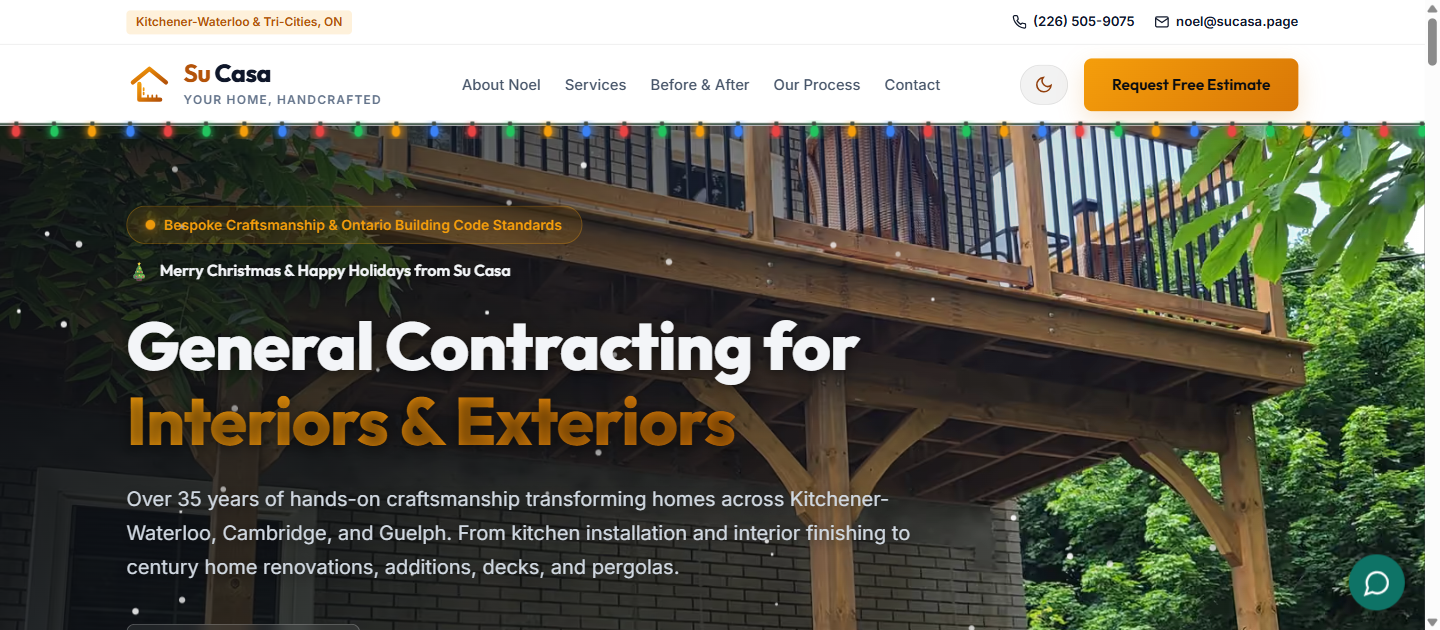 Kitchener-Waterloo & Tri-Cities, ON
(226) 505-9075
noel@sucasa.page
Su Casa
YOUR HOME, HANDCRAFTED
About Noel
Services
Before & After
Our Process
Contact
Request Free Estimate
Bespoke Craftsmanship & Ontario Building Code Standards
Merry Christmas & Happy Holidays from Su Casa
General Contracting for
Interiors & Exteriors
Over 35 years of hands-on craftsmanship transforming homes across Kitchener-
Waterloo, Cambridge, and Guelph. From kitchen installation and interior finishing to
century home renovations, additions, decks, and pergolas.